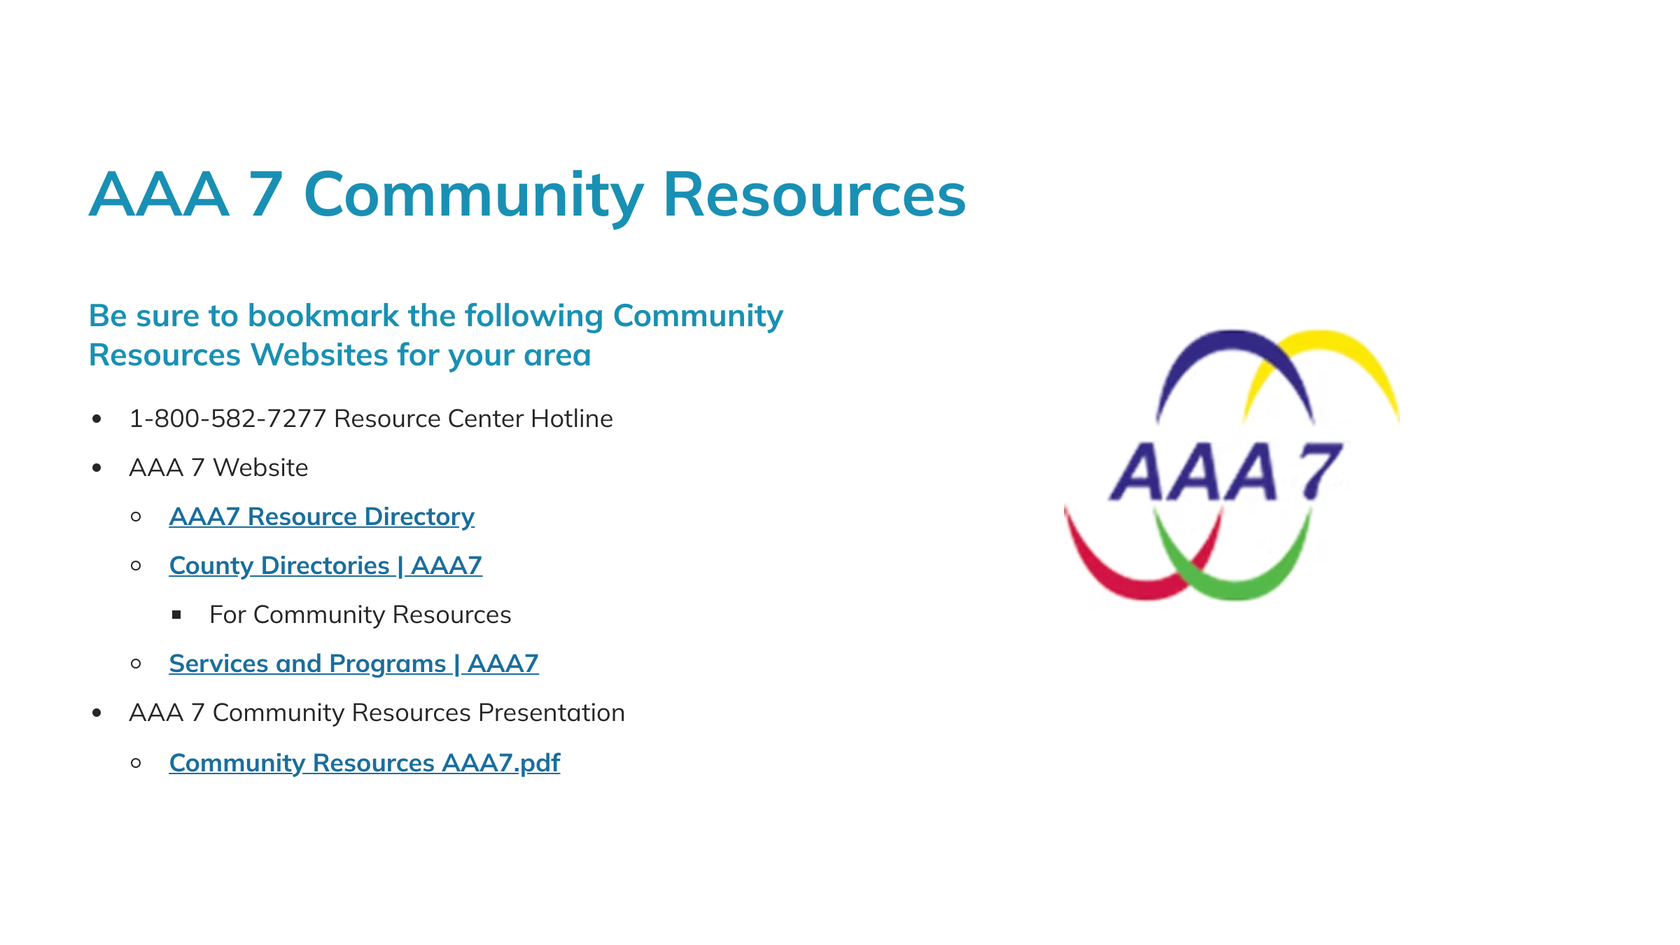 AAA 7 Community Resources
Be sure to bookmark the following Community
Resources Websites for your area
• 1-800-582-7277 Resource Center Hotline
• AAA 7 Website
○ AAA7 Resource Directory
○ County Directories | AAA7
▪ For Community Resources
○ Services and Programs | AAA7
• AAA 7 Community Resources Presentation
○ Community Resources AAA7.pdf
AAA 7